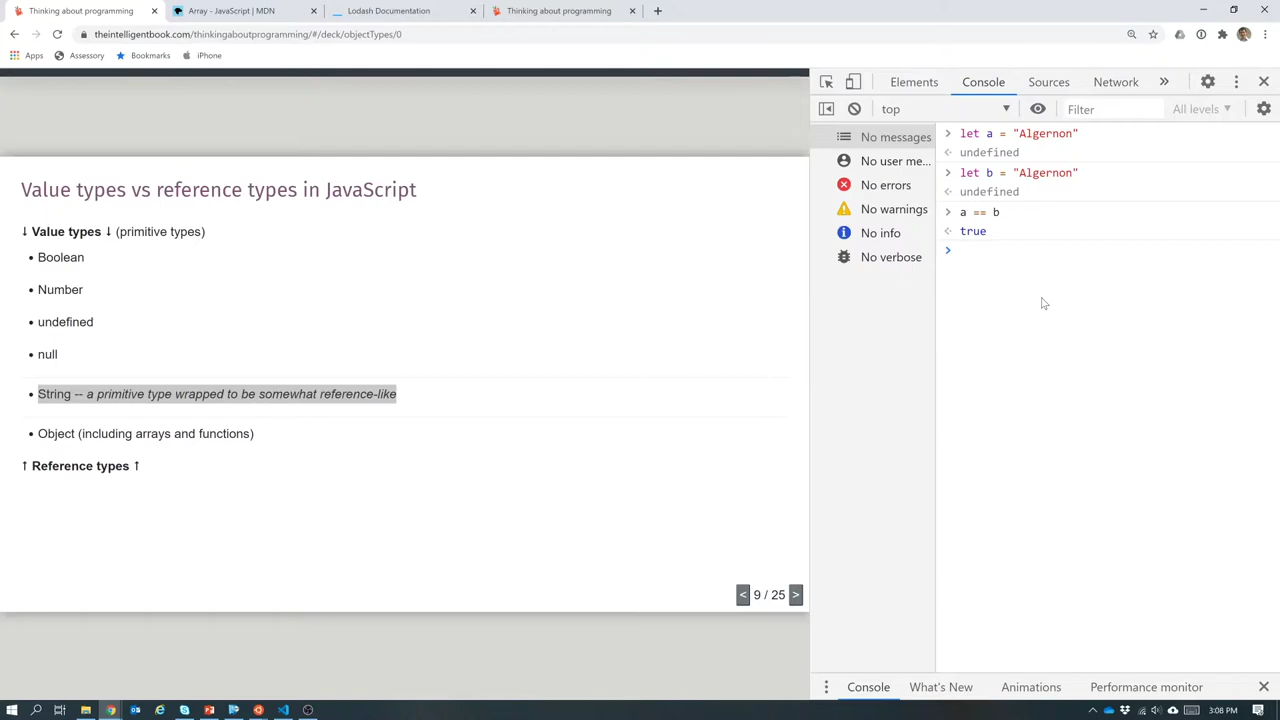 Thinking about programming
Array - JavaScript | MDN
Lodash Documentation
Thinking about programming
theintelligentbook.com/thinkingaboutprogramming/#/deck/objectTypes/0
Apps
Assessory
Bookmarks
iPhone
Value types vs reference types in JavaScript
↓ Value types ↓ (primitive types)
• Boolean
• Number
• undefined
• null
• String -- a primitive type wrapped to be somewhat reference-like
• Object (including arrays and functions)
↑ Reference types ↑
< 9 / 25 >
Elements Console Sources Network »
top Filter All levels
No messages
No user me...
No errors
No warnings
No info
No verbose
> let a = "Algernon"
undefined
> let b = "Algernon"
undefined
> a == b
true
>
Console What's New Animations Performance monitor
3:08 PM